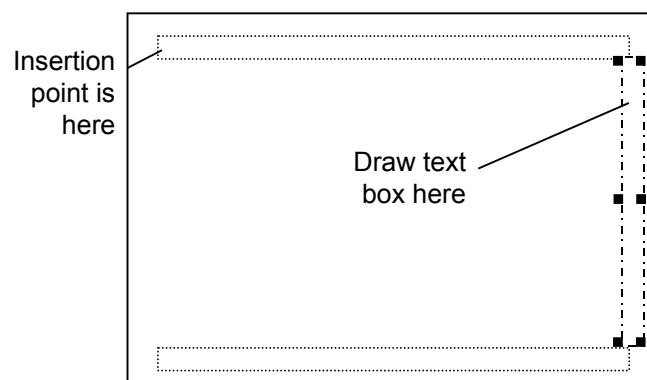 Insertion
point is
here
Draw text
box here